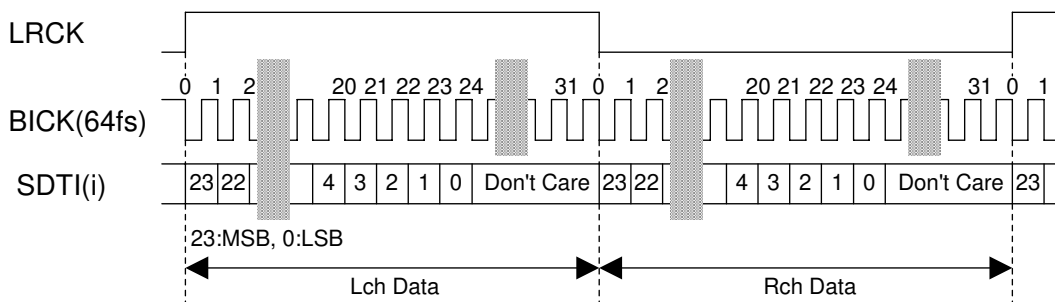 LRCK
0 1 2 20 21 22 23 24 31 0 1 2 20 21 22 23 24 31 0 1
BICK(64fs)
SDTI(i) 23 22 4 3 2 1 0 Don't Care 23 22 4 3 2 1 0 Don't Care 23
23:MSB, 0:LSB
Lch Data Rch Data